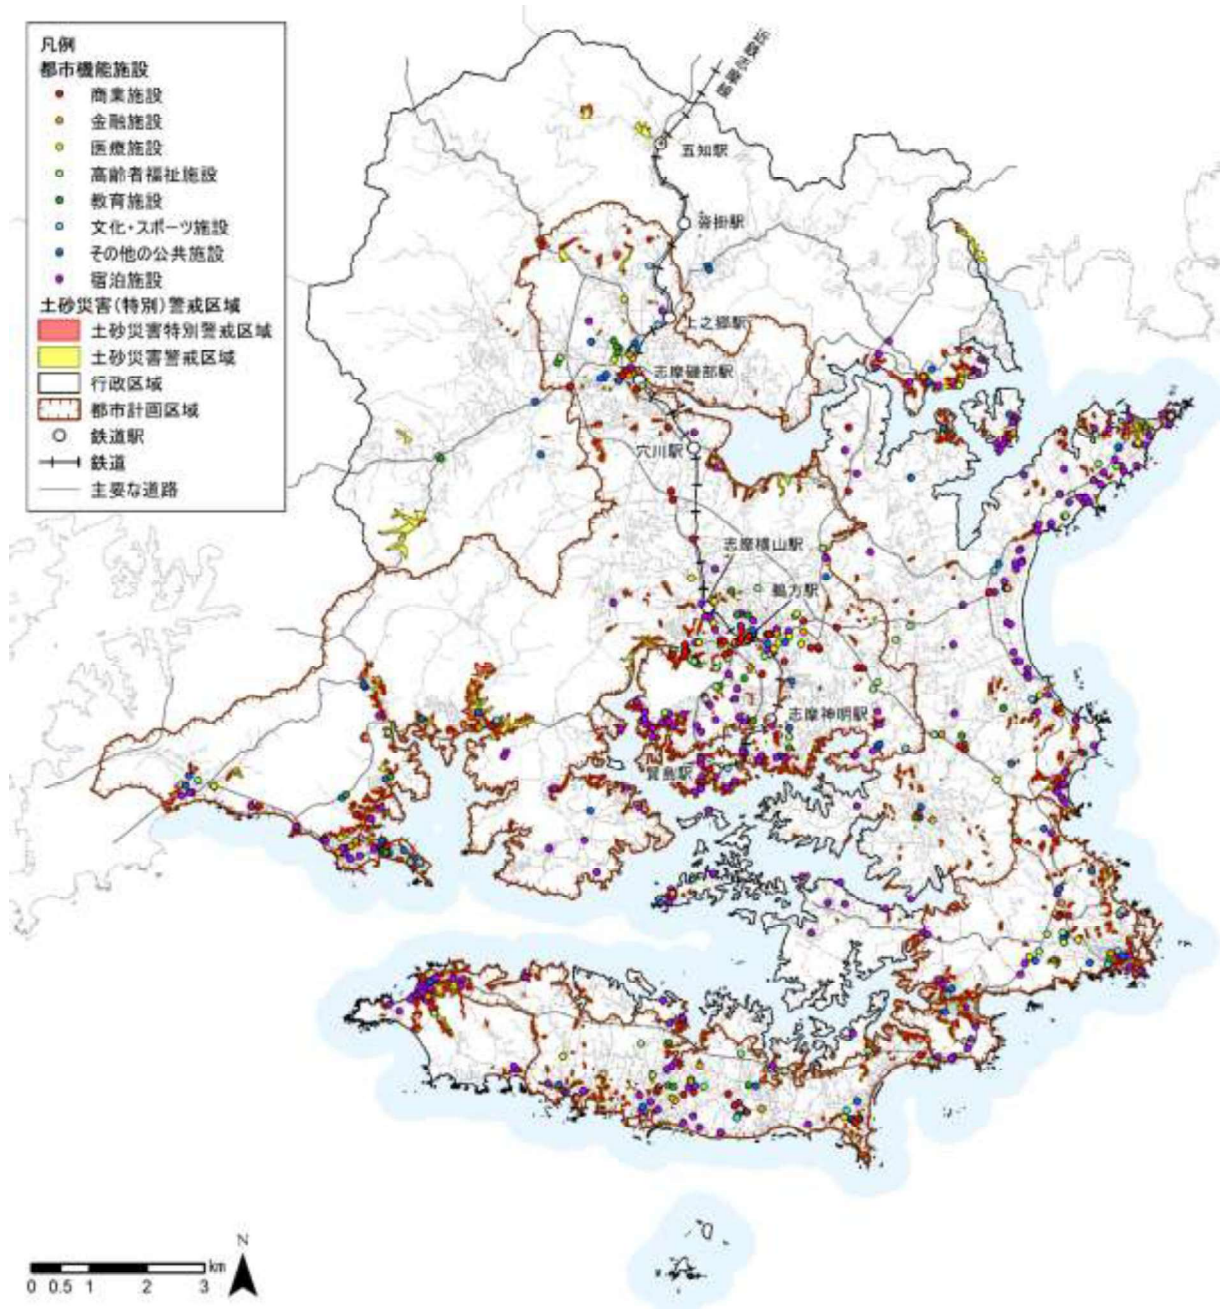 凡例
都市機能施設
商業施設
金融施設
医療施設
高齢者福祉施設
教育施設
文化・スポーツ施設
その他の公共施設
宿泊施設
土砂災害(特別)警戒区域
土砂災害特別警戒区域
土砂災害警戒区域
行政区域
都市計画区域
鉄道駅
鉄道
主要な道路
近鉄志摩線
五知駅
沓掛駅
上之郷駅
志摩磯部駅
穴川駅
志摩横山駅
鵜方駅
志摩神明駅
賢島駅
N
km
0 0.5 1 2 3